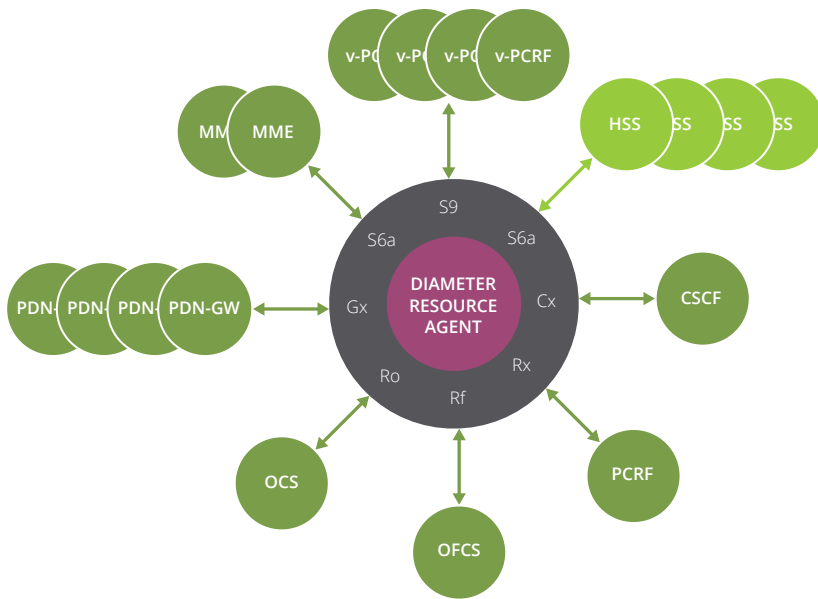 v-PC
v-PC
v-PC
v-PRCF
MM
MME
HSS
SS
SS
SS
S9
S6a
S6a
DIAMETER
RESOURCE
AGENT
PDN-
PDN-
PDN-
PDN-GW
Gx
Cx
CSCF
Ro
Rx
Rf
OCS
PCRF
OFCS